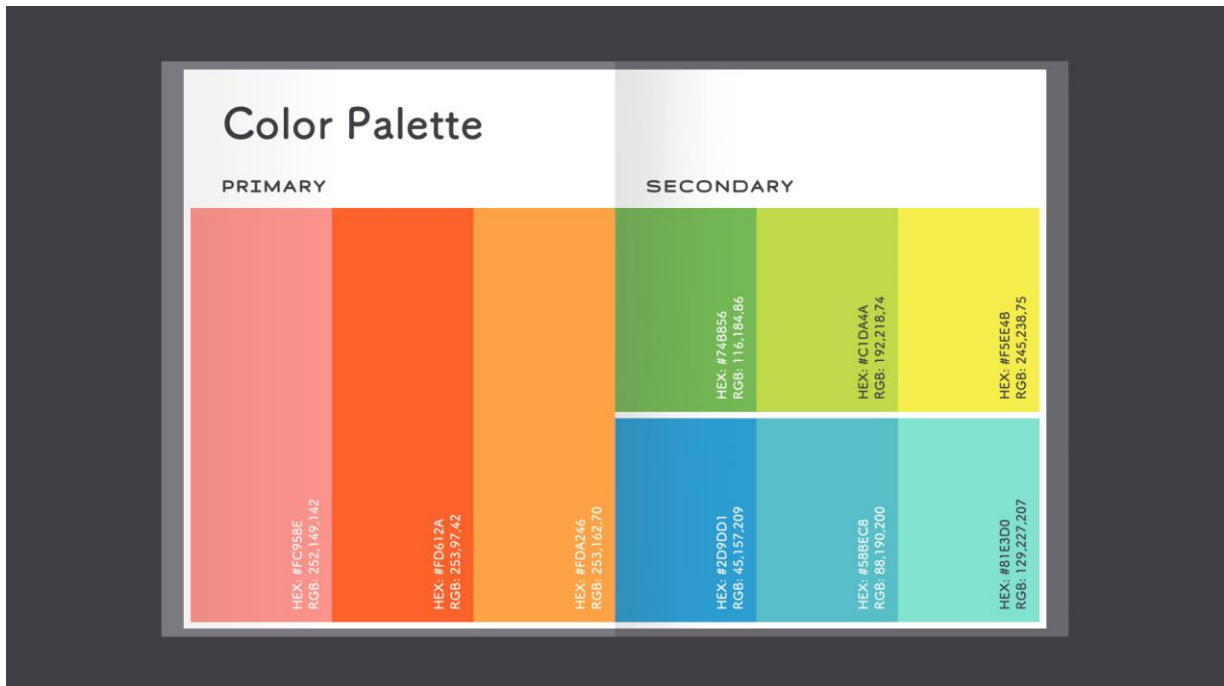 Color Palette
PRIMARY
SECONDARY
HEX: #FC958E
RGB: 252,149,142
HEX: #FD612A
RGB: 253,97,42
HEX: #FDA246
RGB: 253,162,70
HEX: #74B856
RGB: 116,184,86
HEX: #C1DA4A
RGB: 192,218,74
HEX: #F5EE4B
RGB: 245,238,75
HEX: #2D9DD1
RGB: 45,157,209
HEX: #58BEC8
RGB: 88,190,200
HEX: #81E3D0
RGB: 129,227,207